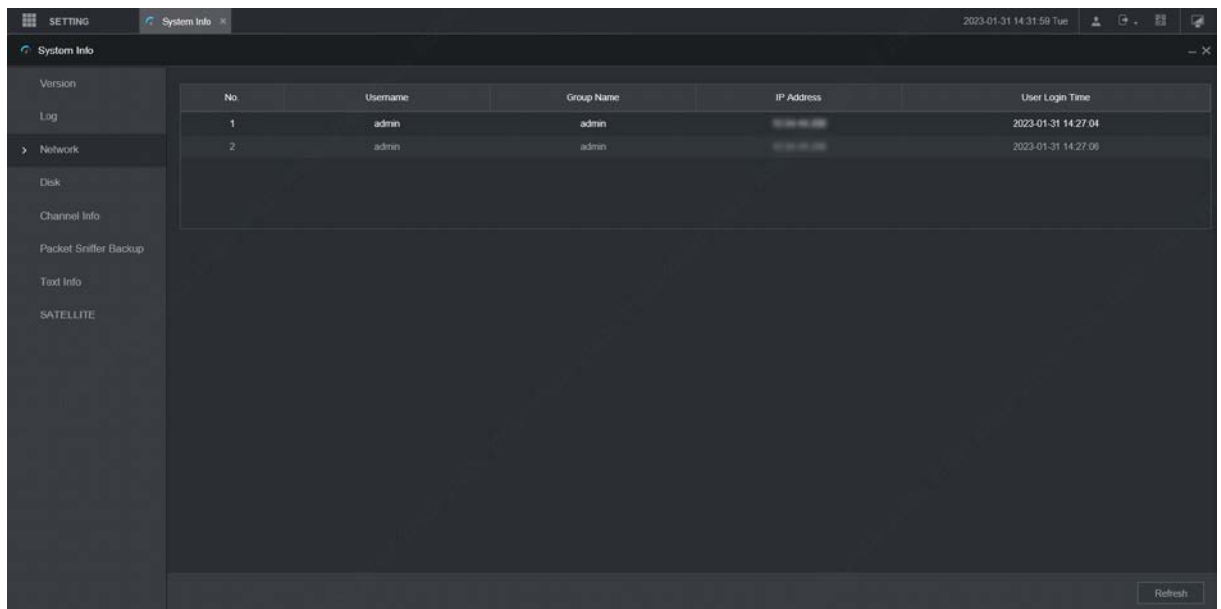 SETTING
System Info ×
2023-01-31 14:31:59 Tue
System Info
Version
Log
Network
Disk
Channel Info
Packet Sniffer Backup
Text Info
SATELLITE
No. Username Group Name IP Address User Login Time
1 admin admin 2023-01-31 14:27:04
2 admin admin 2023-01-31 14:27:06
Refresh